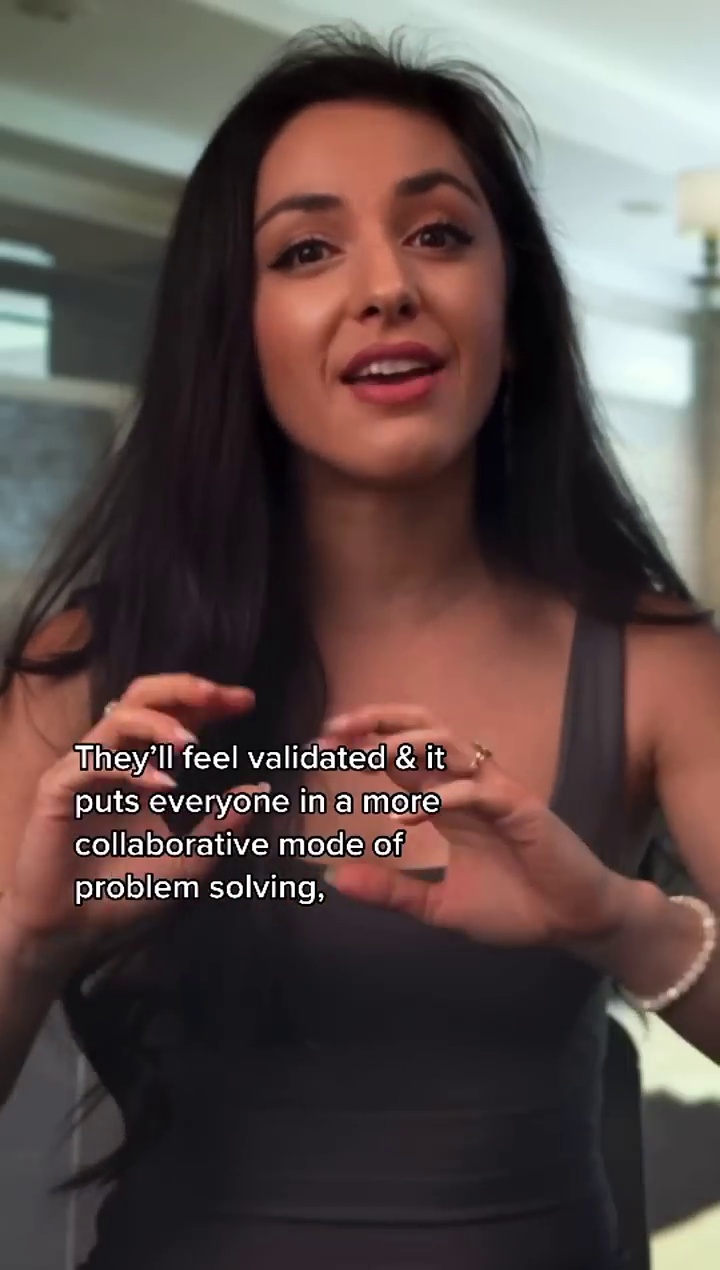 They’ll feel validated & it
puts everyone in a more
collaborative mode of
problem solving,